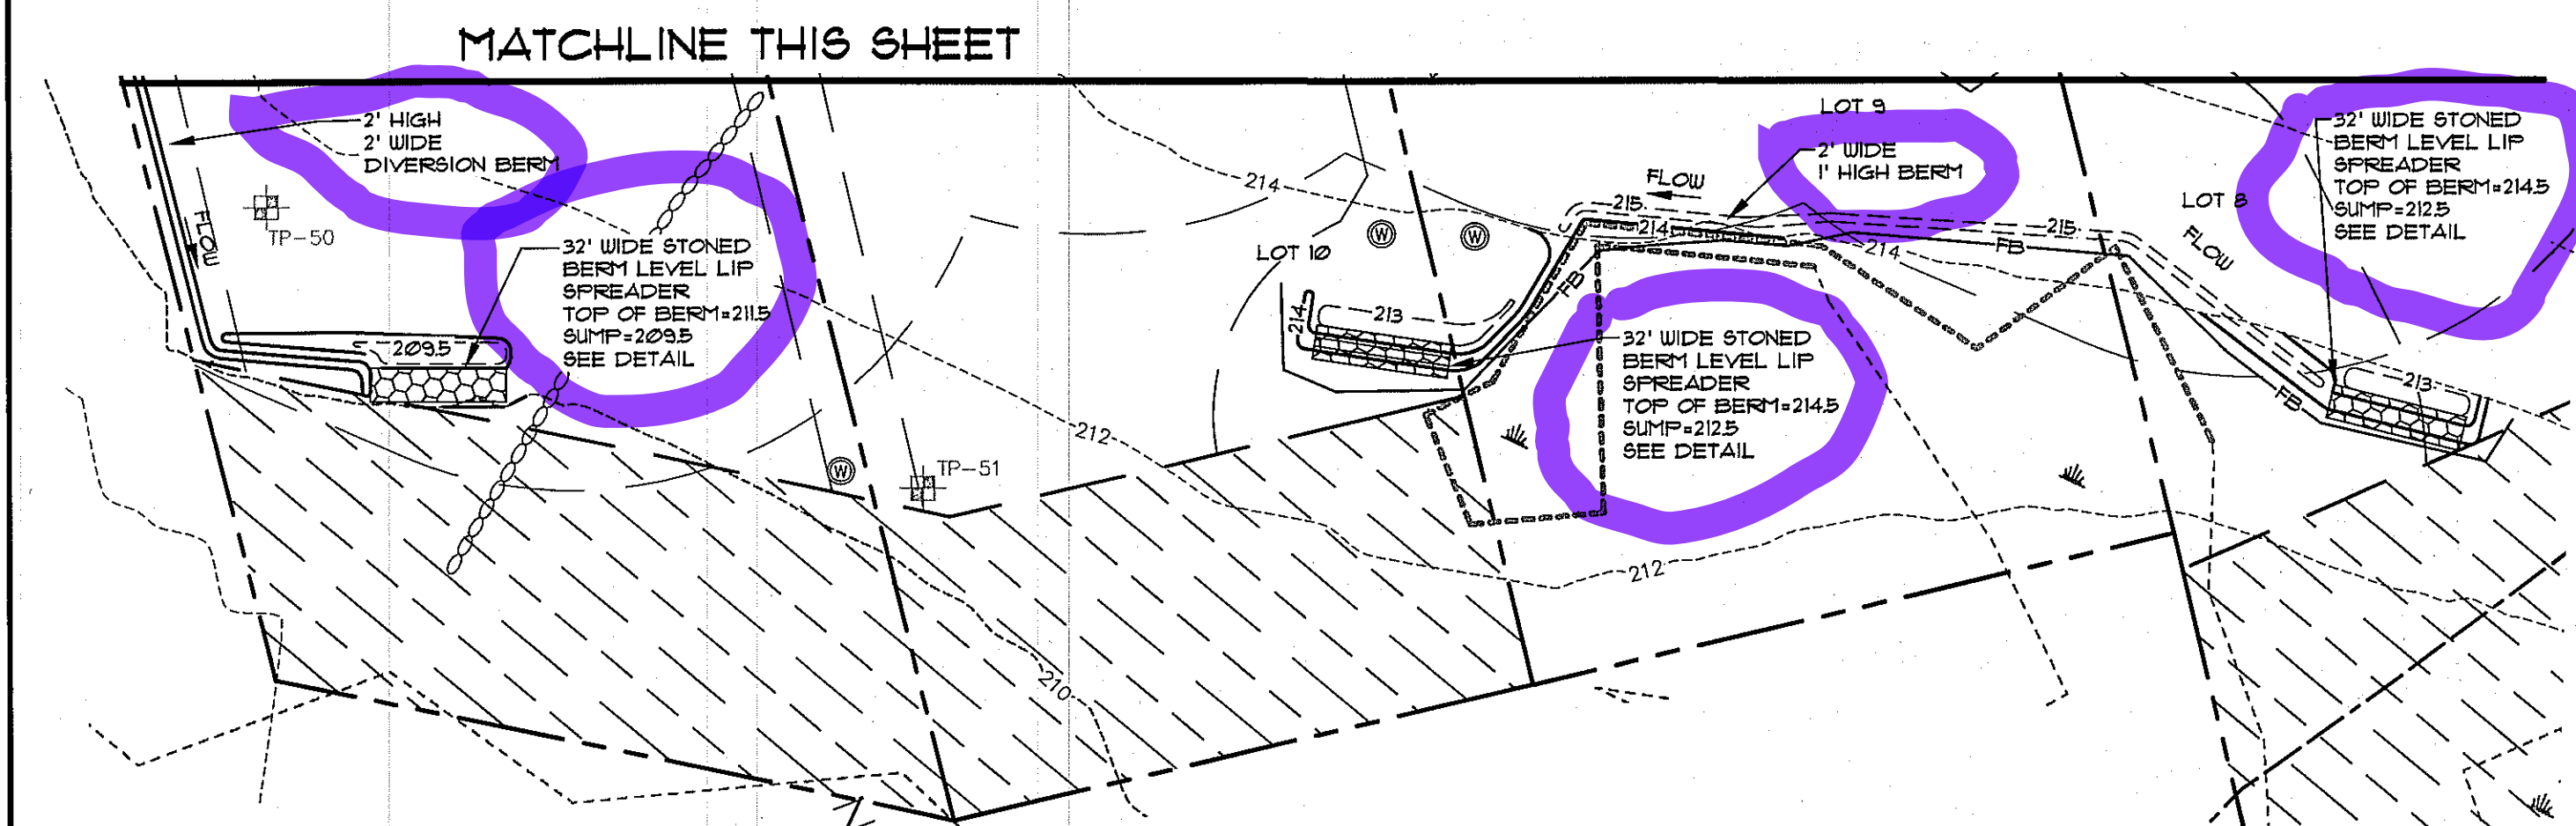 MATCHLINE THIS SHEET
2' HIGH
2' WIDE
DIVERSION BERM
FLOW
TP-50
32' WIDE STONED
BERM LEVEL LIP
SPREADER
TOP OF BERM=211.5
SUMP=209.5
SEE DETAIL
209.5
W
TP-51
212
210
214
LOT 10
W
W
214
213
FLOW
215
214
FB
LOT 9
2' WIDE
1' HIGH BERM
214
FB
215
32' WIDE STONED
BERM LEVEL LIP
SPREADER
TOP OF BERM=214.5
SUMP=212.5
SEE DETAIL
212
LOT 8
FLOW
32' WIDE STONED
BERM LEVEL LIP
SPREADER
TOP OF BERM=214.5
SUMP=212.5
SEE DETAIL
213
FB